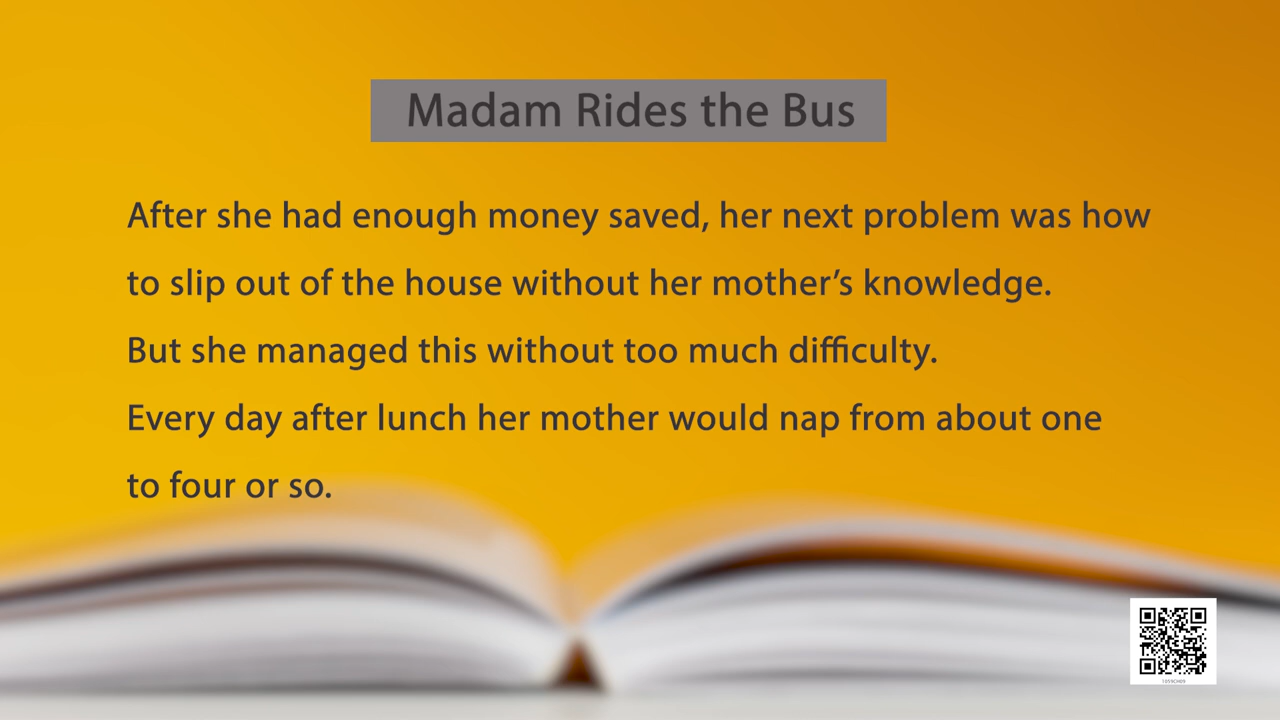 Madam Rides the Bus
After she had enough money saved, her next problem was how
to slip out of the house without her mother’s knowledge.
But she managed this without too much difficulty.
Every day after lunch her mother would nap from about one
to four or so.